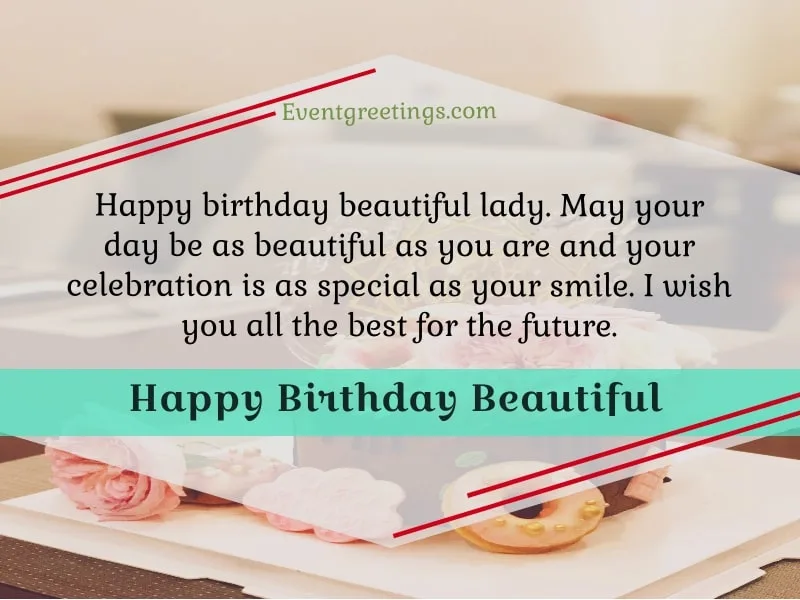 Eventgreetings.com
Happy birthday beautiful lady. May your
day be as beautiful as you are and your
celebration is as special as your smile. I wish
you all the best for the future.
Happy Birthday Beautiful